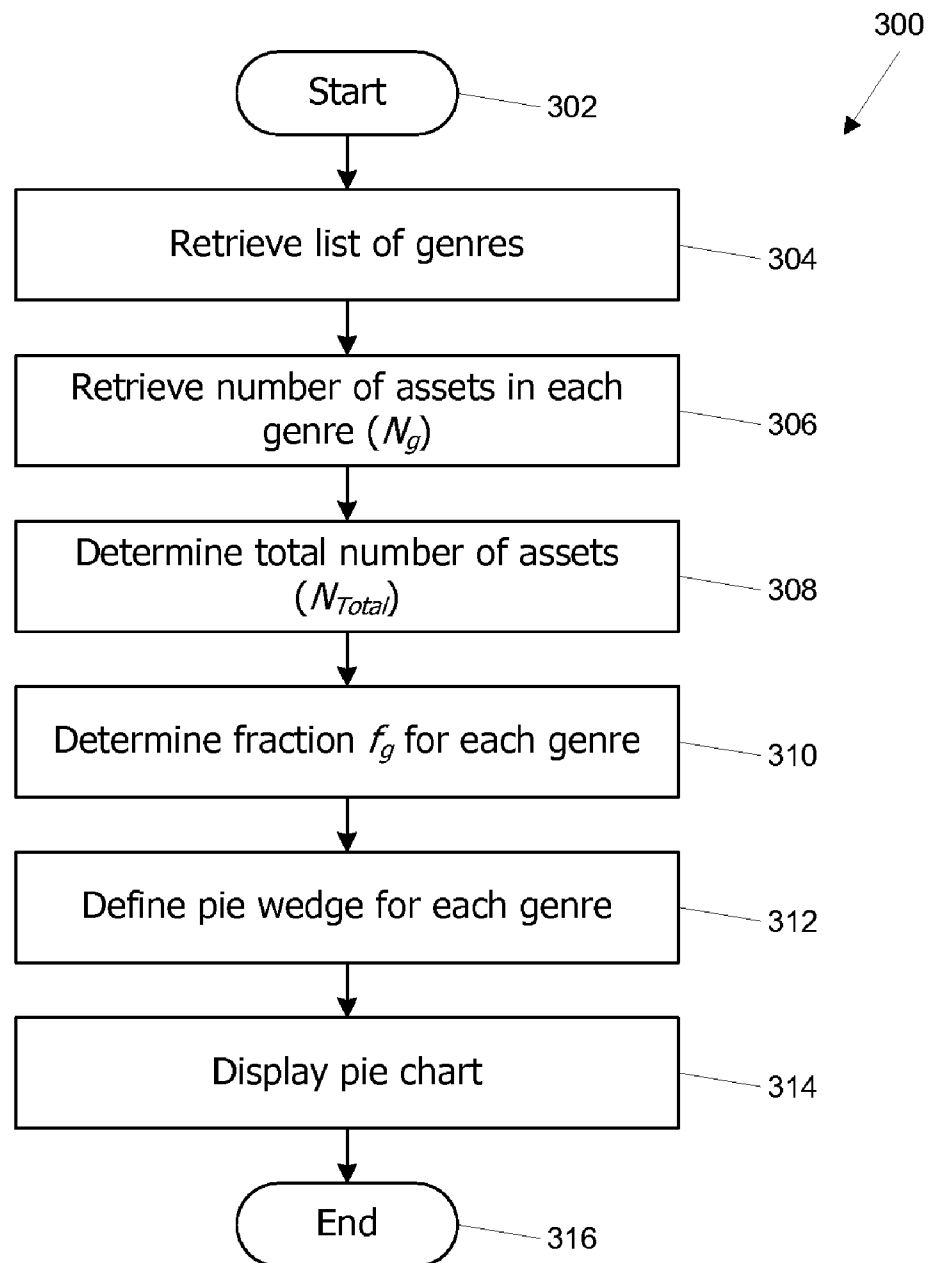 300
Start
302
Retrieve list of genres
304
Retrieve number of assets in each
genre (Ng)
306
Determine total number of assets
(NTotal)
308
Determine fraction fg for each genre
310
Define pie wedge for each genre
312
Display pie chart
314
End
316